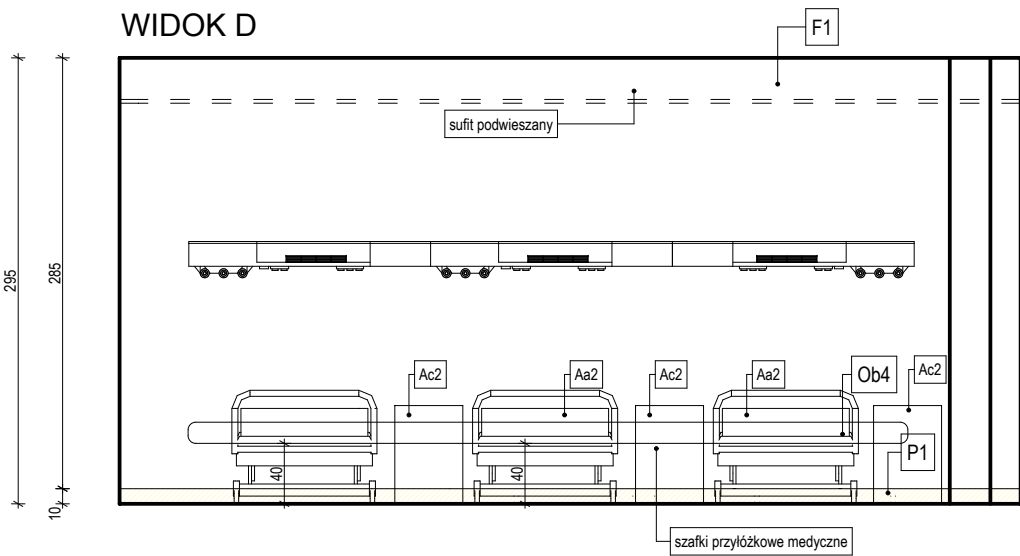 WIDOK D
F1
sufit podwieszany
295
285
Ac2
Aa2
Ac2
Aa2
Ob4
Ac2
P1
40
40
10
szafki przyłóżkowe medyczne